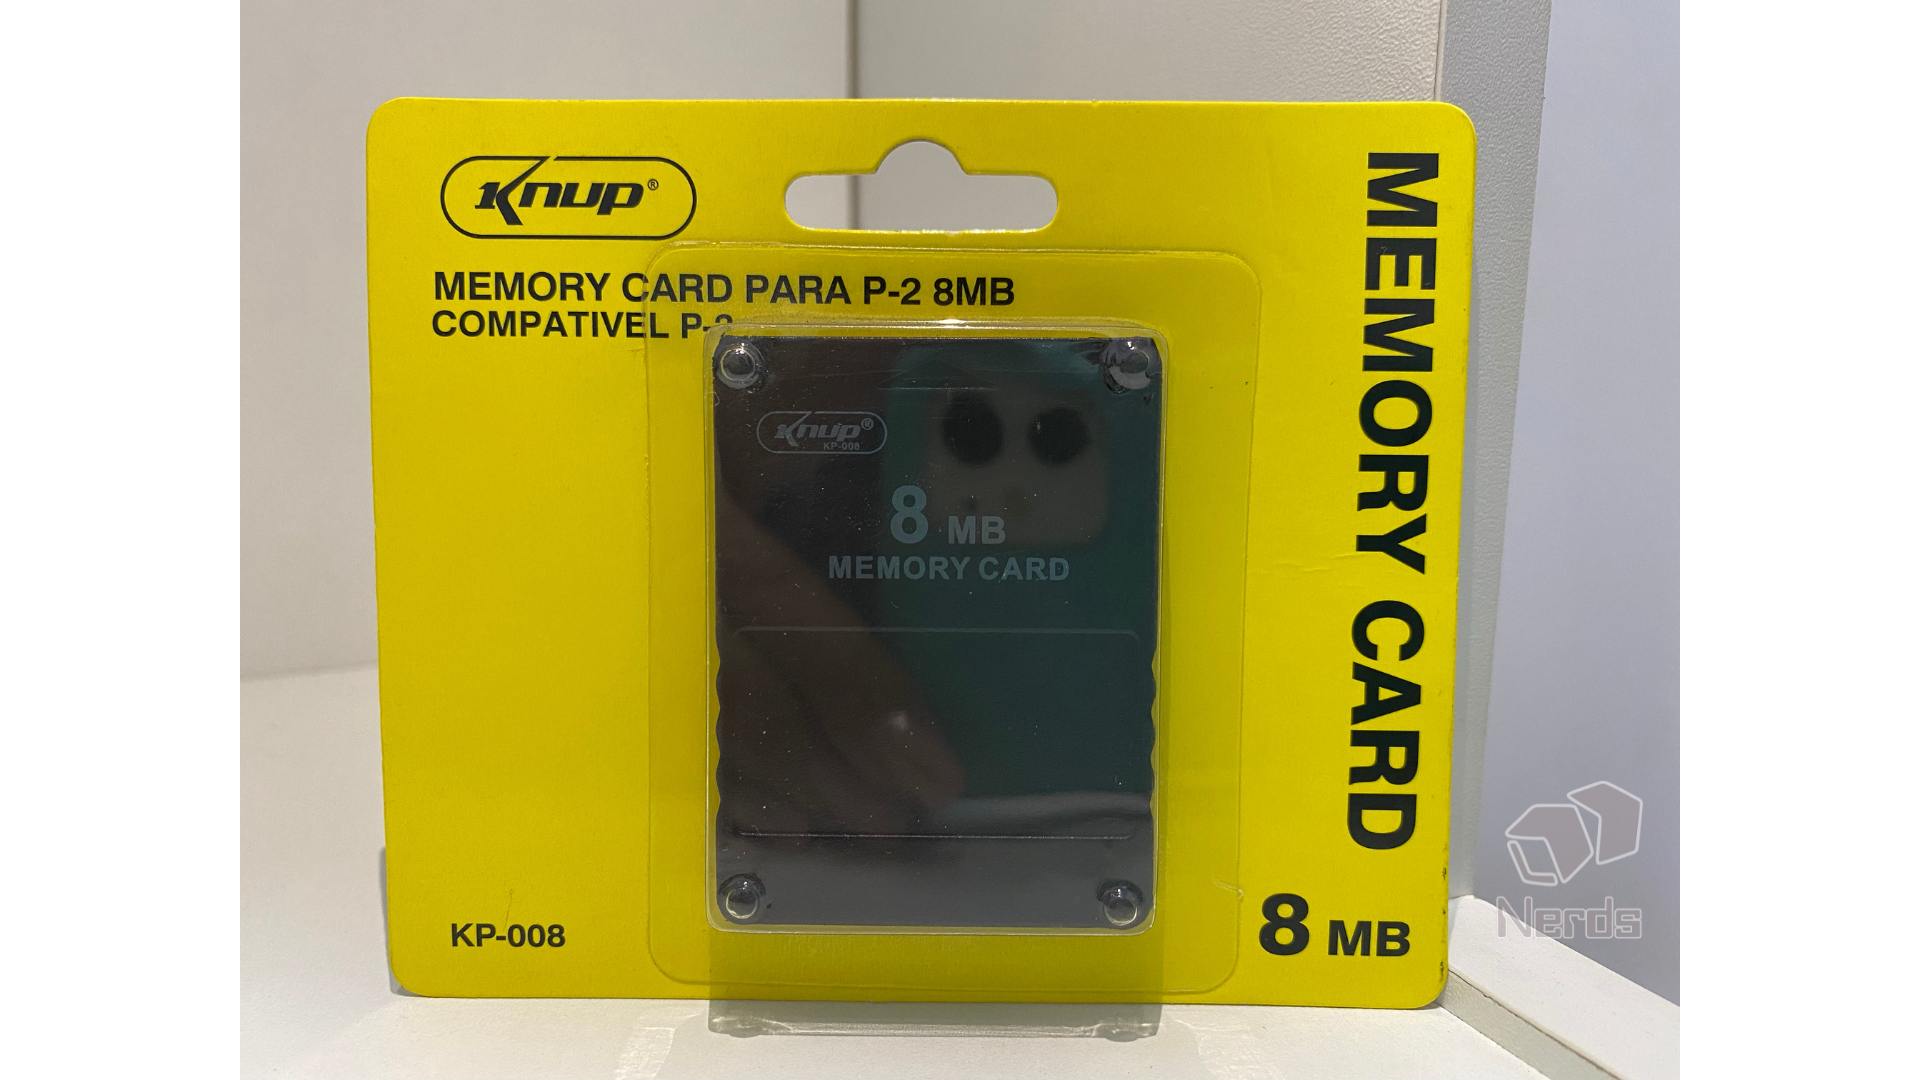 Knup®
MEMORY CARD PARA P-2 8MB
COMPATIVEL P-2
Knup®
KP-008
8 MB
MEMORY CARD
KP-008
MEMORY CARD
8 MB
Nerds